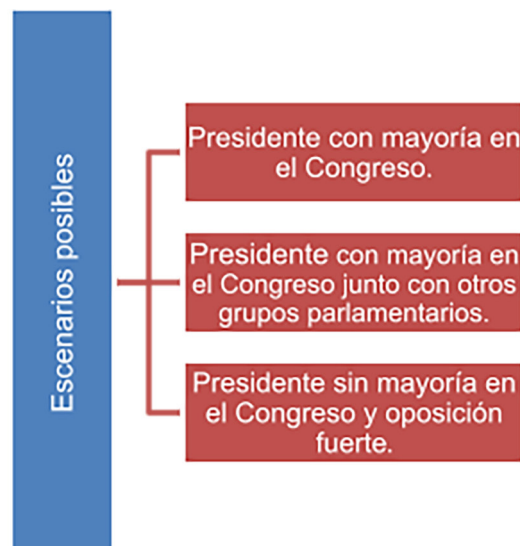 Escenarios posibles
Presidente con mayoría en
el Congreso.
Presidente con mayoría en
el Congreso junto con otros
grupos parlamentarios.
Presidente sin mayoría en
el Congreso y oposición
fuerte.